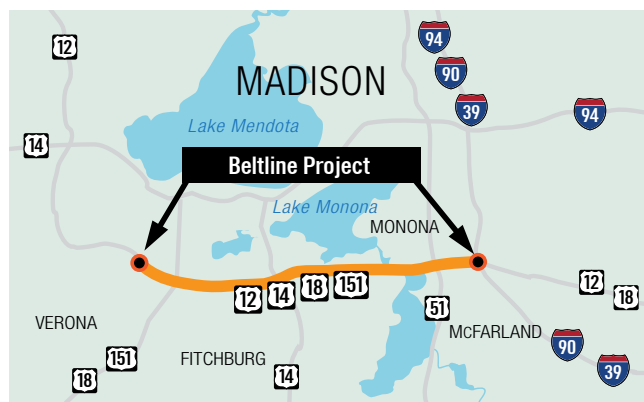 12
94
90
39
94
MADISON
Lake Mendota
14
Beltline Project
Lake Monona
MONONA
12
14
18
151
12
18
51
VERONA
McFARLAND
151
18
FITCHBURG
14
90
39